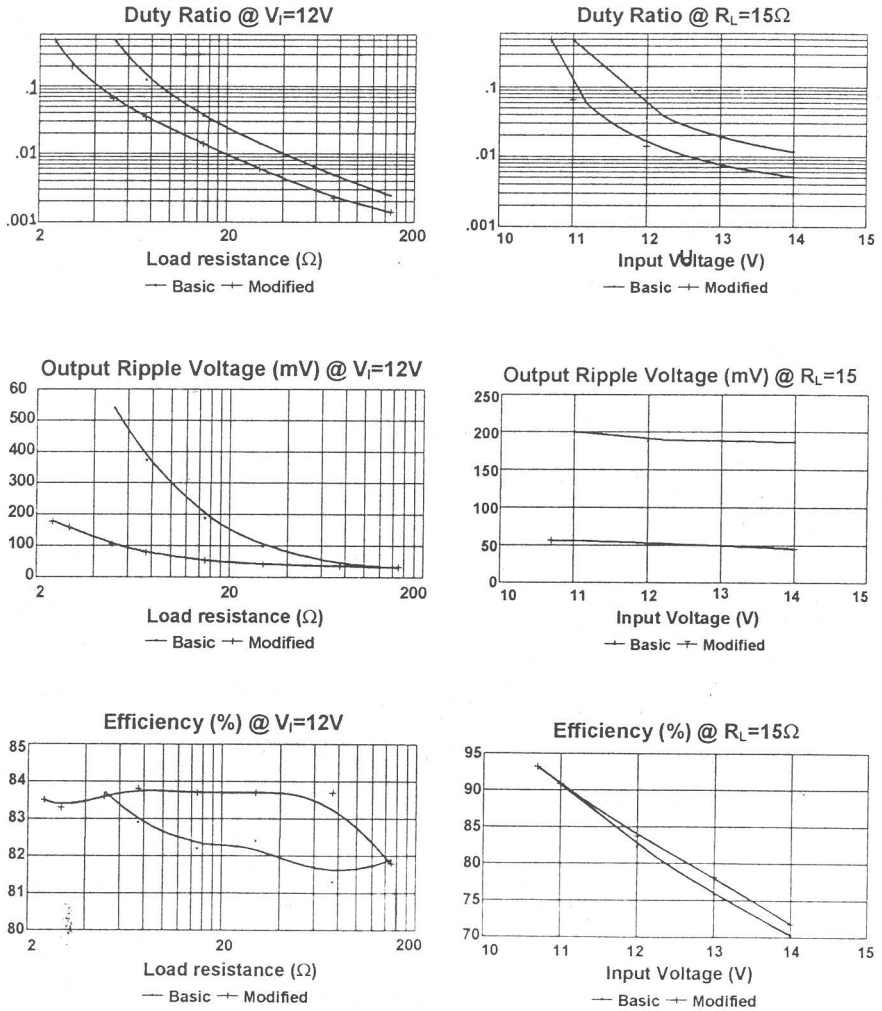 Duty Ratio @ VI=12V
.1
.01
.001
2 20 200
Load resistance (Ω)
Basic Modified
Duty Ratio @ RL=15Ω
.1
.01
.001
10 11 12 13 14 15
Input Voltage (V)
Basic Modified
Output Ripple Voltage (mV) @ VI=12V
60
500
400
300
200
100
0
2 20 200
Load resistance (Ω)
Basic Modified
Output Ripple Voltage (mV) @ RL=15
250
200
150
100
50
0
10 11 12 13 14 15
Input Voltage (V)
Basic Modified
Efficiency (%) @ VI=12V
85
84
83
82
81
80
2 20 200
Load resistance (Ω)
Basic Modified
Efficiency (%) @ RL=15Ω
95
90
85
80
75
70
10 11 12 13 14 15
Input Voltage (V)
Basic Modified